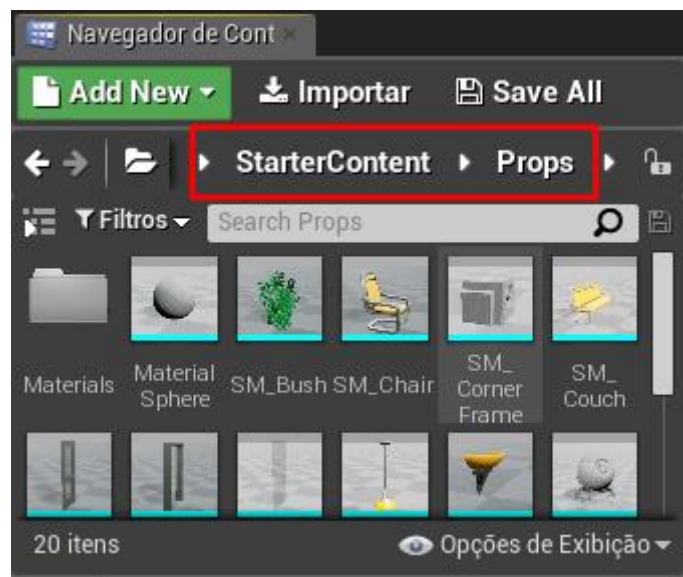 Navegador de Cont
Add New Importar Save All
StarterContent Props
Filtros Search Props
Materials Material Sphere SM_Bush SM_Chair SM_ Corner Frame SM_ Couch
20 itens Opções de Exibição